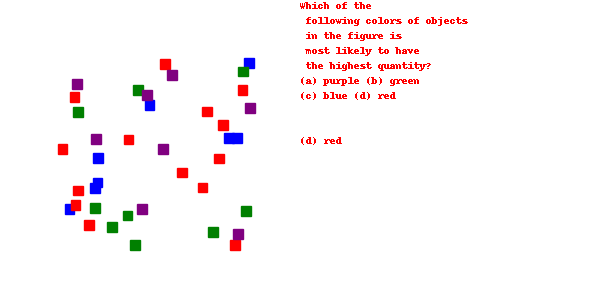 Which of the
following colors of objects
in the figure is
most likely to have
the highest quantity?
(a) purple (b) green
(c) blue (d) red
(d) red